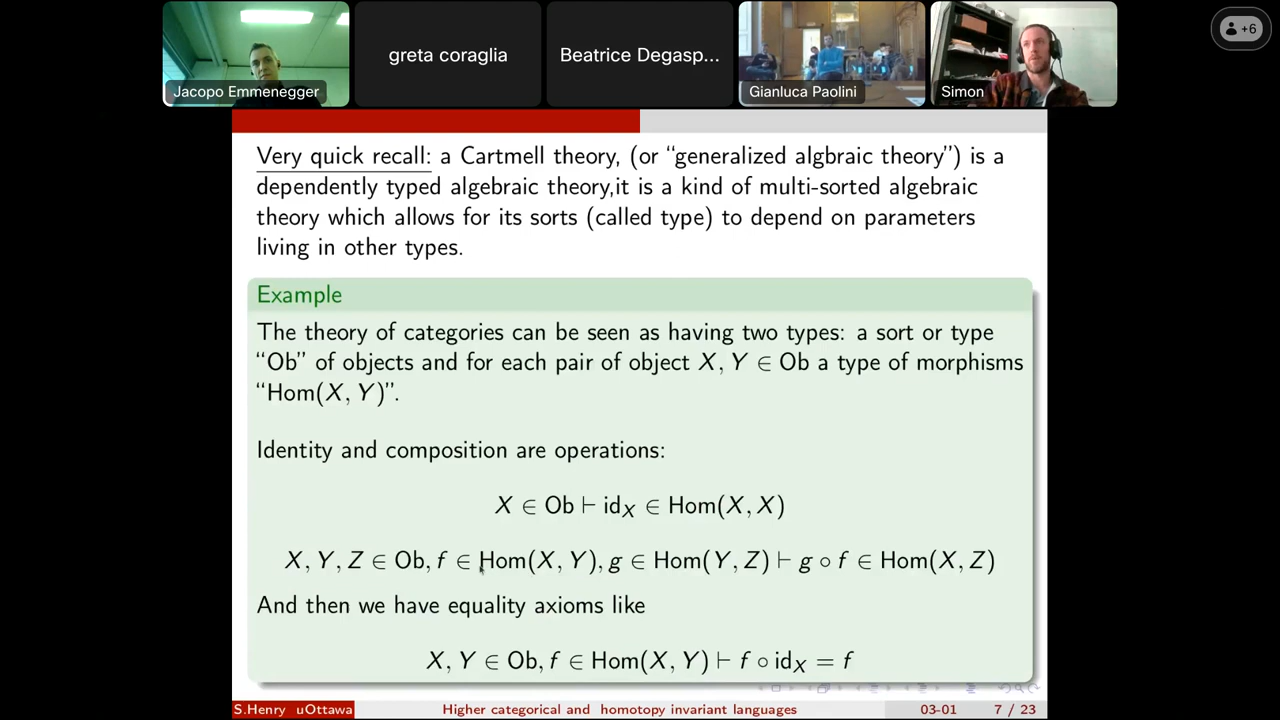 Jacopo Emmenegger
greta coraglia
Beatrice Degasp...
Gianluca Paolini
Simon
+6
Very quick recall: a Cartmell theory, (or “generalized algbraic theory”) is a
dependently typed algebraic theory,it is a kind of multi-sorted algebraic
theory which allows for its sorts (called type) to depend on parameters
living in other types.
Example
The theory of categories can be seen as having two types: a sort or type
“Ob” of objects and for each pair of object X, Y ∈ Ob a type of morphisms
“Hom(X, Y)”.
Identity and composition are operations:
X ∈ Ob ⊢ id_X ∈ Hom(X, X)
X, Y, Z ∈ Ob, f ∈ Hom(X, Y), g ∈ Hom(Y, Z) ⊢ g ∘ f ∈ Hom(X, Z)
And then we have equality axioms like
X, Y ∈ Ob, f ∈ Hom(X, Y) ⊢ f ∘ id_X = f
S.Henry uOttawa
Higher categorical and homotopy invariant languages
03-01
7 / 23